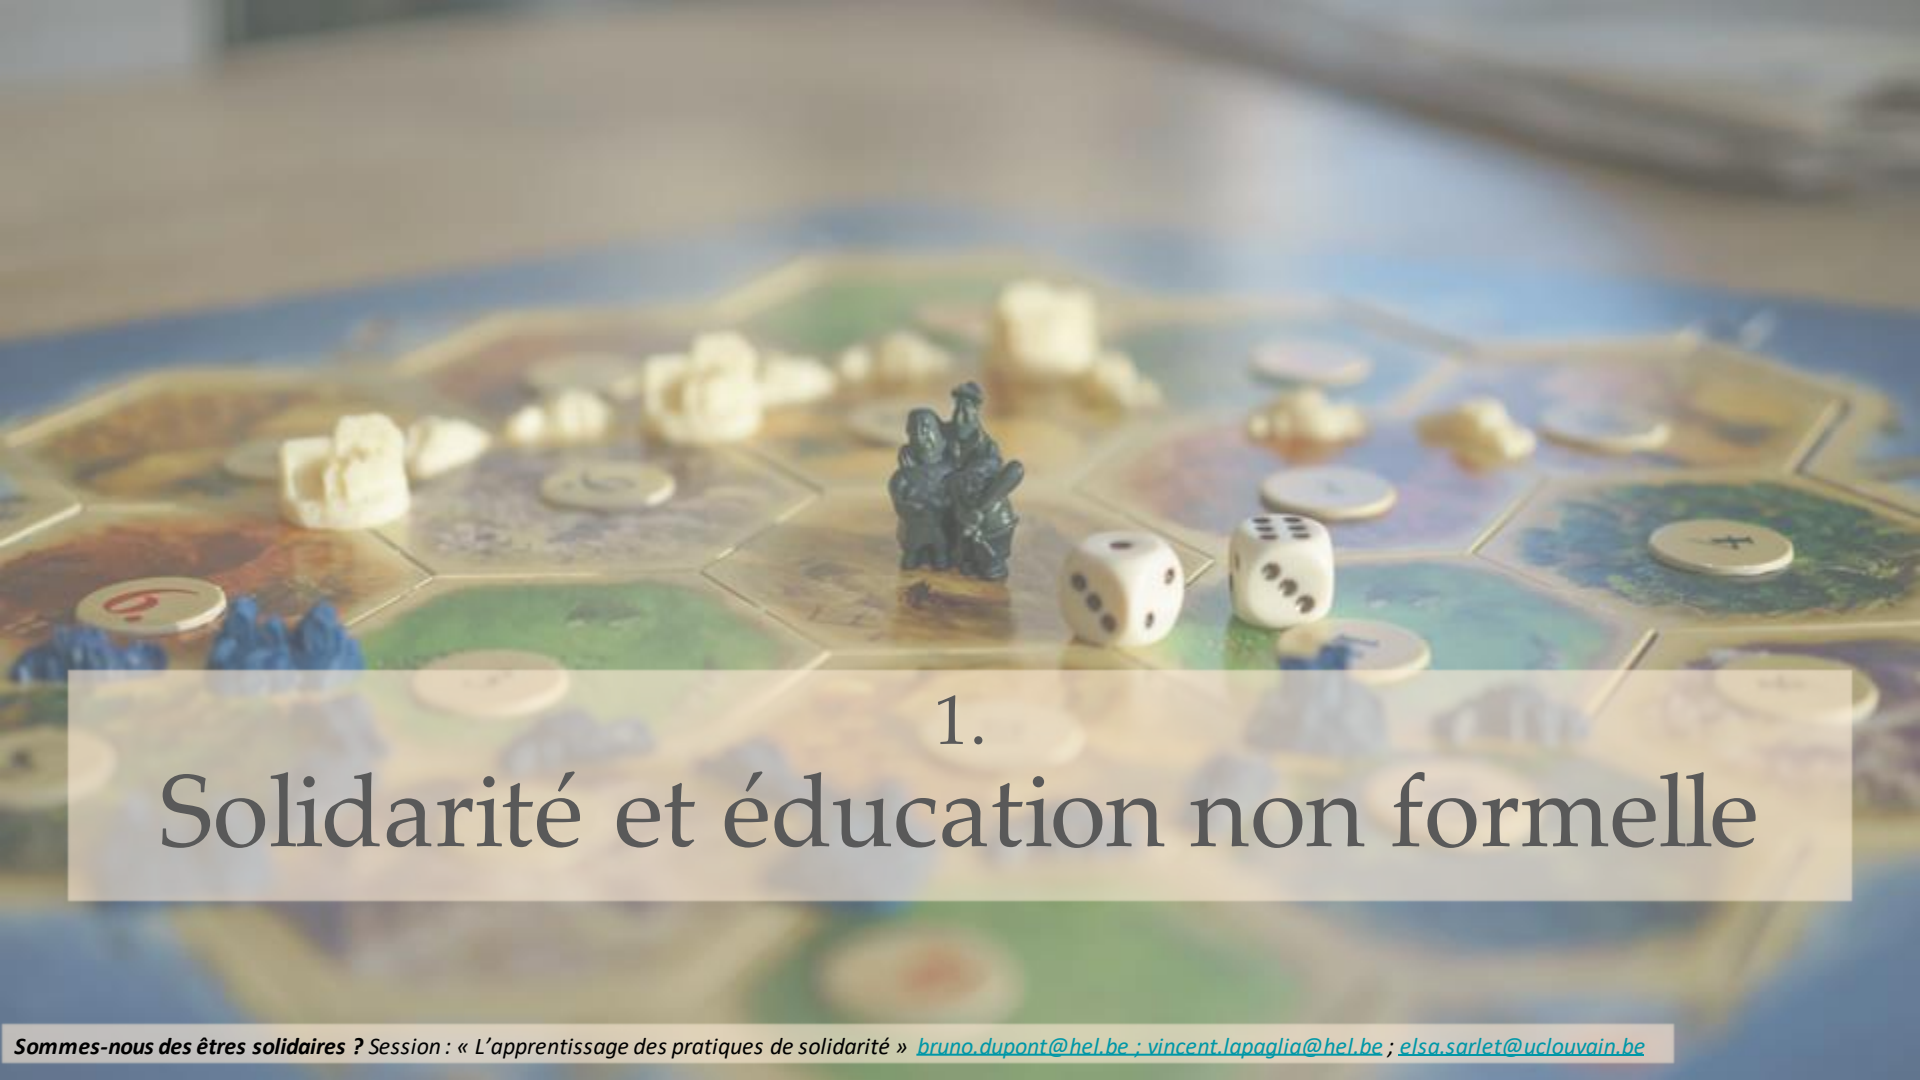 1.
Solidarité et éducation non formelle
Sommes-nous des êtres solidaires ? Session : « L’apprentissage des pratiques de solidarité » bruno.dupont@hel.be ; vincent.lapaglia@hel.be ; elsa.sarlet@uclouvain.be